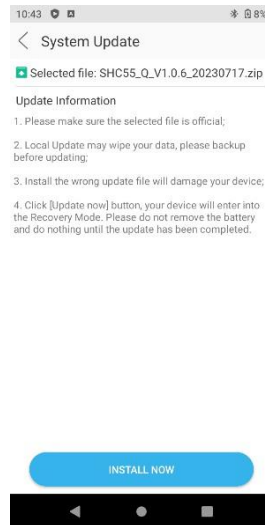 10:43
8%
System Update
Selected file: SHC55_Q_V1.0.6_20230717.zip
Update Information
1. Please make sure the selected file is official;
2. Local Update may wipe your data, please backup
before updating;
3. Install the wrong update file will damage your device;
4. Click [Update now] button, your device will enter into
the Recovery Mode. Please do not remove the battery
and do nothing until the update has been completed.
INSTALL NOW